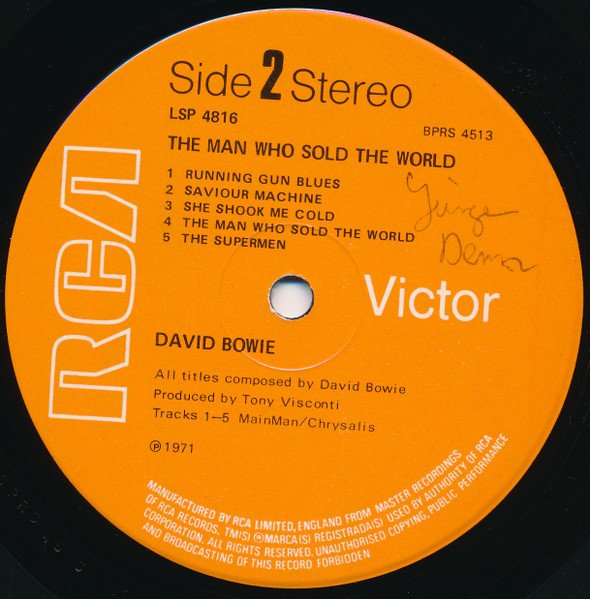 Side 2 Stereo
LSP 4816
BPRS 4513
THE MAN WHO SOLD THE WORLD
1 RUNNING GUN BLUES
2 SAVIOUR MACHINE
3 SHE SHOOK ME COLD
4 THE MAN WHO SOLD THE WORLD
5 THE SUPERMEN
RCA
Victor
DAVID BOWIE
All titles composed by David Bowie
Produced by Tony Visconti
Tracks 1–5 MainMan/Chrysalis
℗ 1971
MANUFACTURED BY RCA LIMITED, ENGLAND FROM MASTER RECORDINGS
OF RCA RECORDS, TM(S) ® MARCA(S) REGISTRADA(S) USED BY AUTHORITY OF RCA
CORPORATION. ALL RIGHTS RESERVED. UNAUTHORISED COPYING, PUBLIC PERFORMANCE
AND BROADCASTING OF THIS RECORD FORBIDDEN